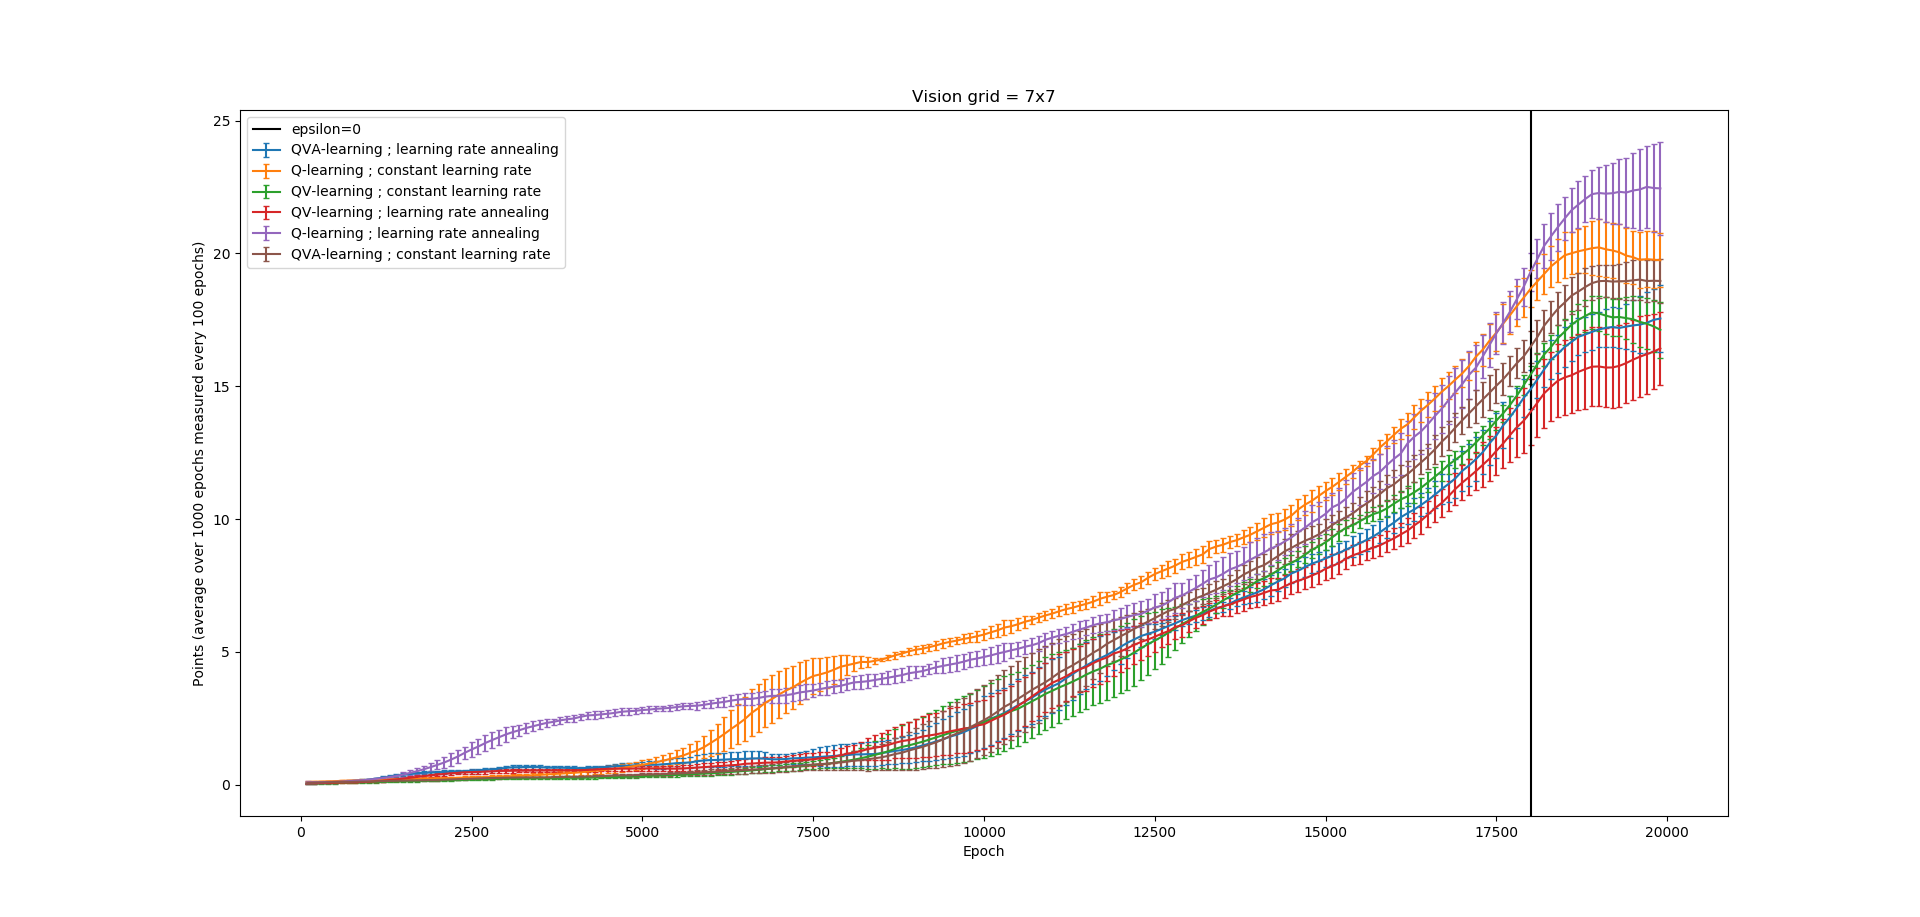 Vision grid = 7x7
epsilon=0
QVA-learning ; learning rate annealing
Q-learning ; constant learning rate
QV-learning ; constant learning rate
QV-learning ; learning rate annealing
Q-learning ; learning rate annealing
QVA-learning ; constant learning rate
Points (average over 1000 epochs measured every 100 epochs)
25
20
15
10
5
0
0 2500 5000 7500 10000 12500 15000 17500 20000
Epoch